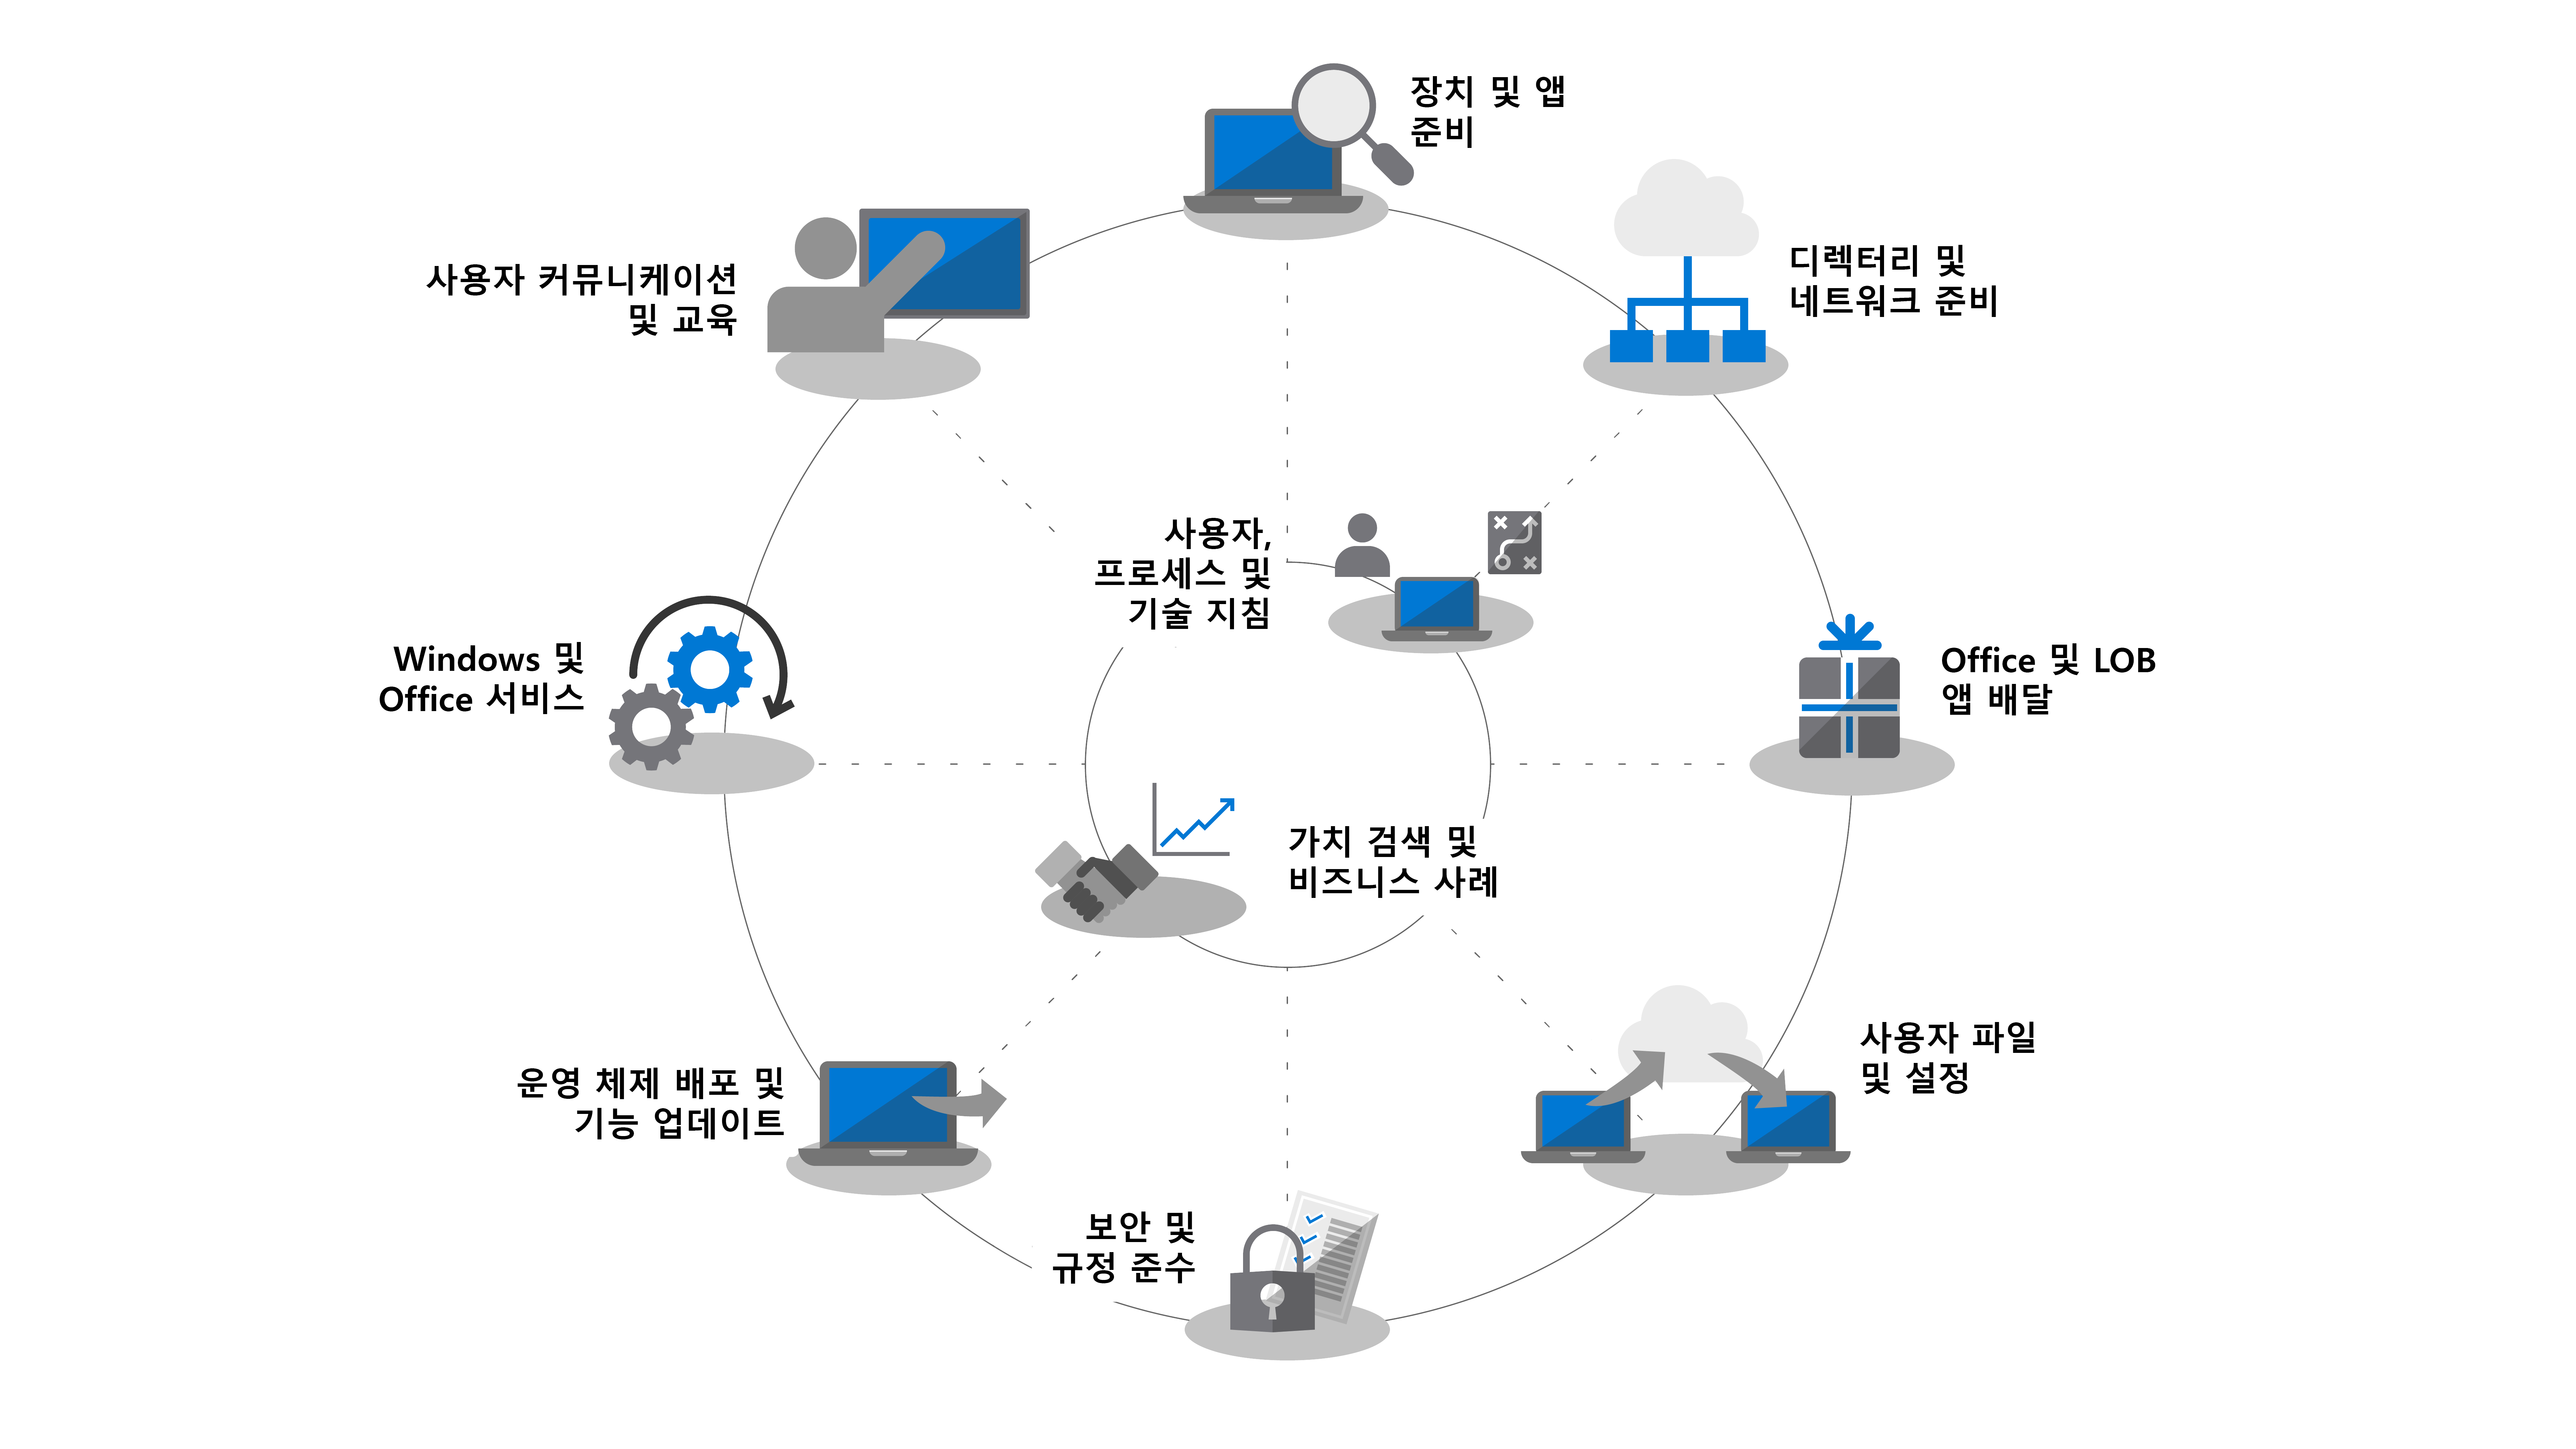 장치 및 앱
준비
디렉터리 및
네트워크 준비
사용자 커뮤니케이션
및 교육
사용자,
프로세스 및
기술 지침
Windows 및
Office 서비스
Office 및 LOB
앱 배달
가치 검색 및
비즈니스 사례
사용자 파일
및 설정
운영 체제 배포 및
기능 업데이트
보안 및
규정 준수